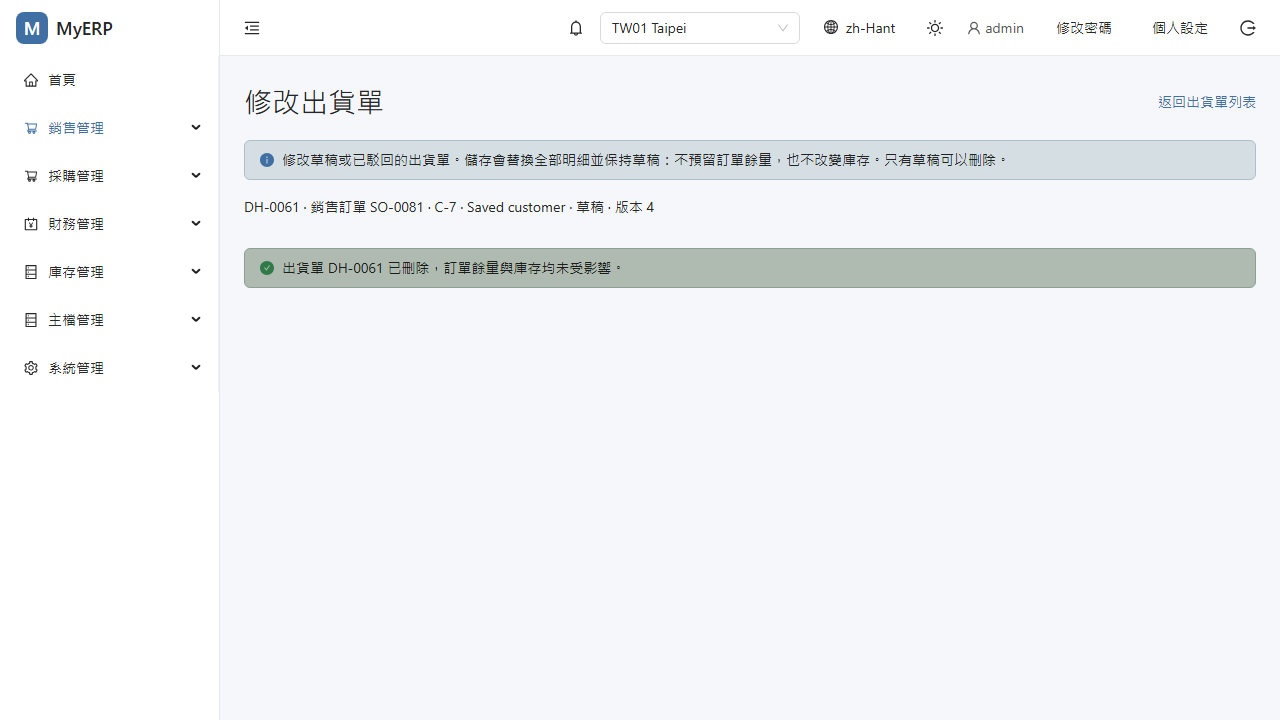 M MyERP
TW01 Taipei
zh-Hant
admin
修改密碼
個人設定
首頁
銷售管理
採購管理
財務管理
庫存管理
主檔管理
系統管理
修改出貨單
返回出貨單列表
修改草稿或已駁回的出貨單。儲存會替換全部明細並保持草稿：不預留訂單餘量，也不改變庫存。只有草稿可以刪除。
DH-0061 · 銷售訂單 SO-0081 · C-7 · Saved customer · 草稿 · 版本 4
出貨單 DH-0061 已刪除，訂單餘量與庫存均未受影響。